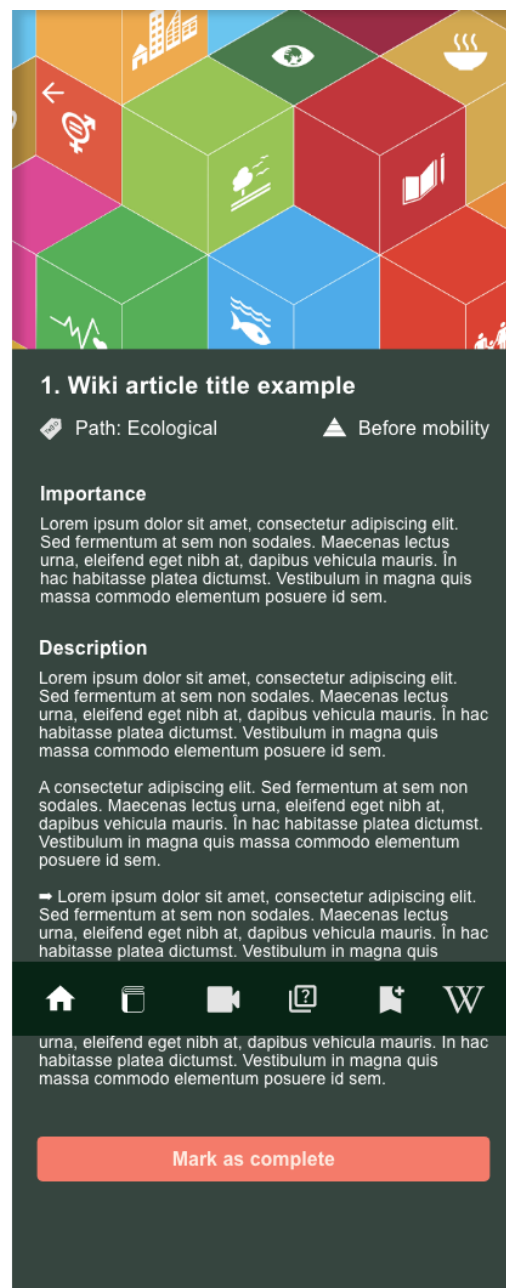 1. Wiki article title example
Path: Ecological
Before mobility
Importance
Lorem ipsum dolor sit amet, consectetur adipiscing elit.
Sed fermentum at sem non sodales. Maecenas lectus
urna, eleifend eget nibh at, dapibus vehicula mauris. În
hac habitasse platea dictumst. Vestibulum in magna quis
massa commodo elementum posuere id sem.
Description
Lorem ipsum dolor sit amet, consectetur adipiscing elit.
Sed fermentum at sem non sodales. Maecenas lectus
urna, eleifend eget nibh at, dapibus vehicula mauris. În hac
habitasse platea dictumst. Vestibulum in magna quis
massa commodo elementum posuere id sem.
A consectetur adipiscing elit. Sed fermentum at sem non
sodales. Maecenas lectus urna, eleifend eget nibh at,
dapibus vehicula mauris. În hac habitasse platea dictumst.
Vestibulum in magna quis massa commodo elementum
posuere id sem.
➡ Lorem ipsum dolor sit amet, consectetur adipiscing elit.
Sed fermentum at sem non sodales. Maecenas lectus
urna, eleifend eget nibh at, dapibus vehicula mauris. În hac
habitasse platea dictumst. Vestibulum in magna quis
W
urna, eleifend eget nibh at, dapibus vehicula mauris. În hac
habitasse platea dictumst. Vestibulum in magna quis
massa commodo elementum posuere id sem.
Mark as complete